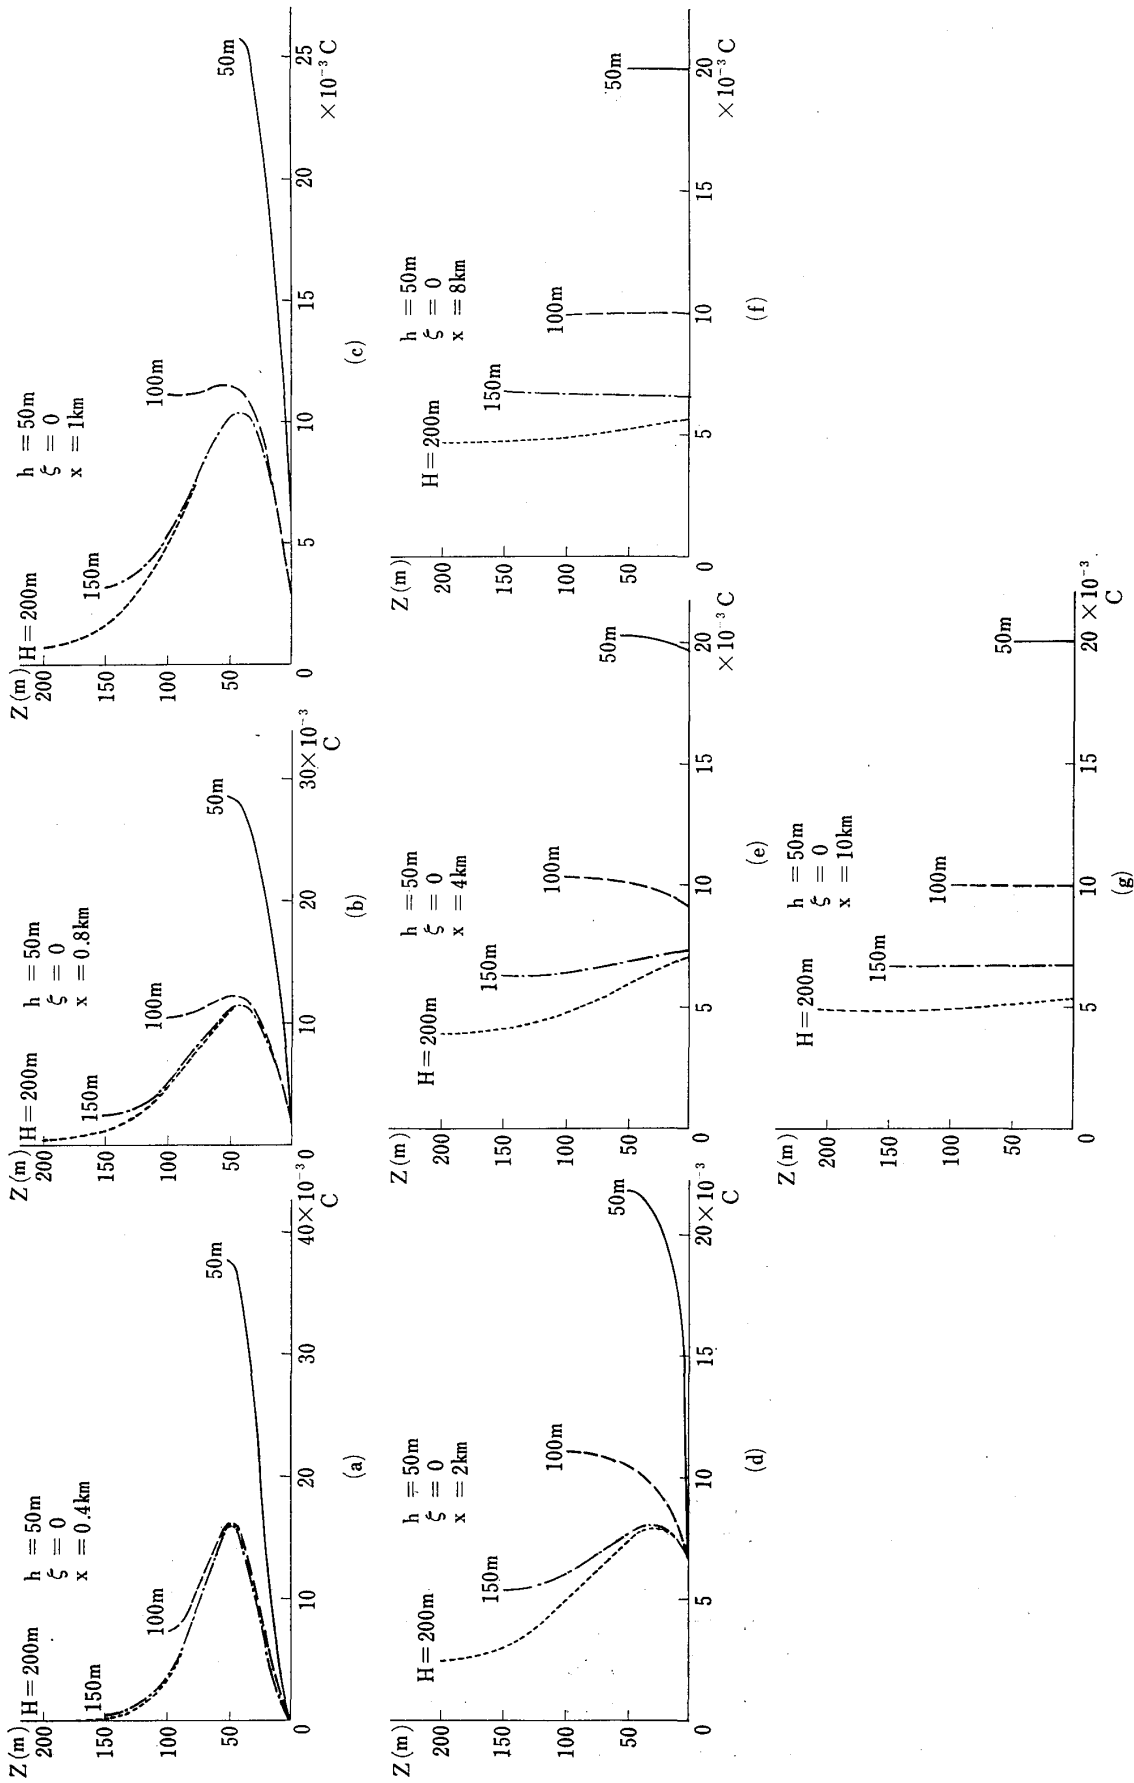 Z(m)
200
150
100
50
0
H=200m
150m
100m
50m
h = 50m
ζ = 0
x = 0.4km
10
20
30
40×10⁻³
C
(a)
Z(m)
200
150
100
50
0
H=200m
150m
100m
50m
h = 50m
ζ = 0
x = 0.8km
10
20
30×10⁻³
C
(b)
Z(m)
200
150
100
50
0
H=200m
150m
100m
50m
h = 50m
ζ = 0
x = 1km
5
10
15
20
25
×10⁻³ C
(c)
Z(m)
200
150
100
50
0
H=200m
150m
100m
50m
h = 50m
ζ = 0
x = 2km
5
10
15
20×10⁻³
C
(d)
Z(m)
200
150
100
50
0
H=200m
150m
100m
50m
h = 50m
ζ = 0
x = 4km
5
10
15
20
×10⁻³ C
(e)
Z(m)
200
150
100
50
0
H=200m
150m
100m
50m
h = 50m
ζ = 0
x = 8km
5
10
15
20
×10⁻³ C
(f)
Z(m)
200
150
100
50
0
H=200m
150m
100m
50m
h = 50m
ζ = 0
x = 10km
5
10
15
20×10⁻³
C
(g)